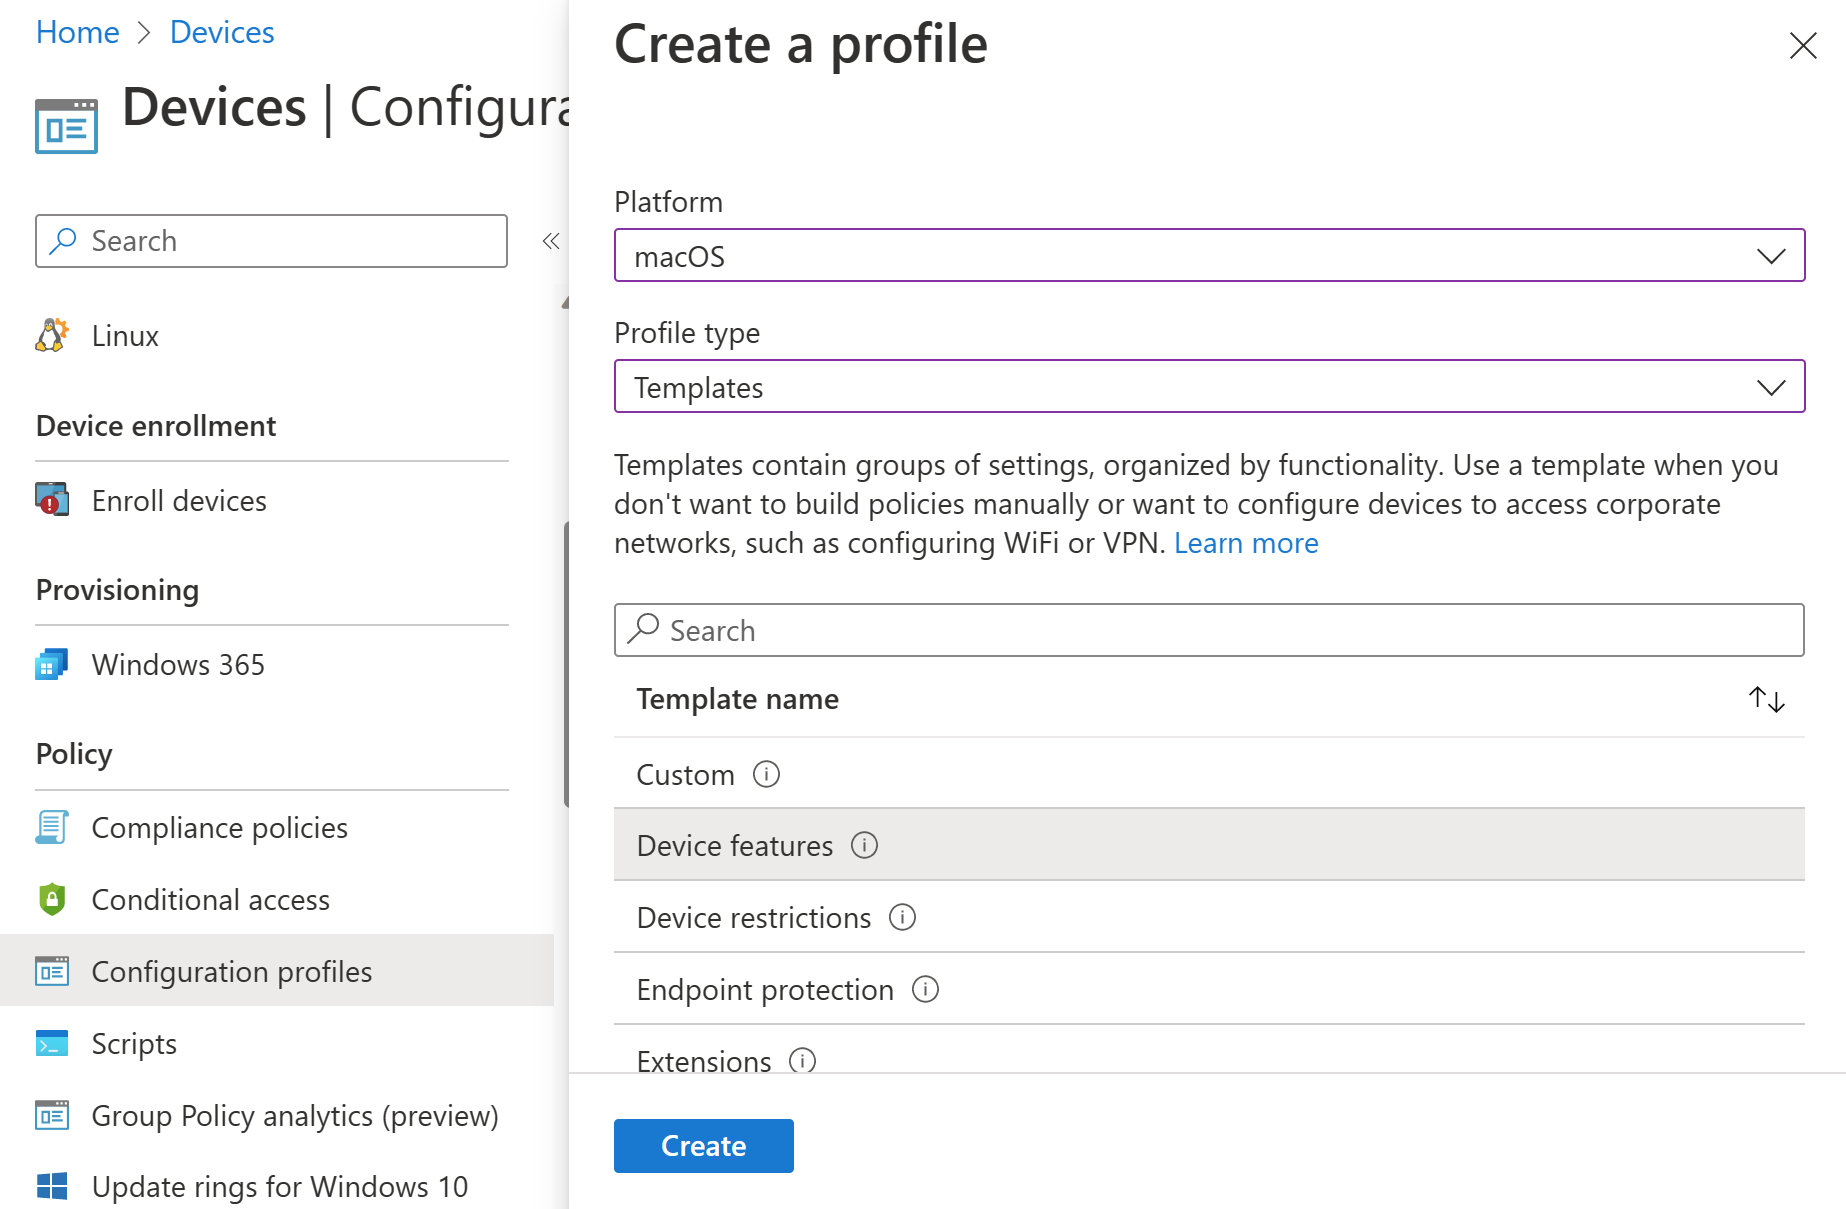 Home > Devices
Devices | Configura
Search
Linux
Device enrollment
Enroll devices
Provisioning
Windows 365
Policy
Compliance policies
Conditional access
Configuration profiles
Scripts
Group Policy analytics (preview)
Update rings for Windows 10
Create a profile
Platform
macOS
Profile type
Templates
Templates contain groups of settings, organized by functionality. Use a template when you
don't want to build policies manually or want to configure devices to access corporate
networks, such as configuring WiFi or VPN. Learn more
Search
Template name
Custom
Device features
Device restrictions
Endpoint protection
Extensions
Create